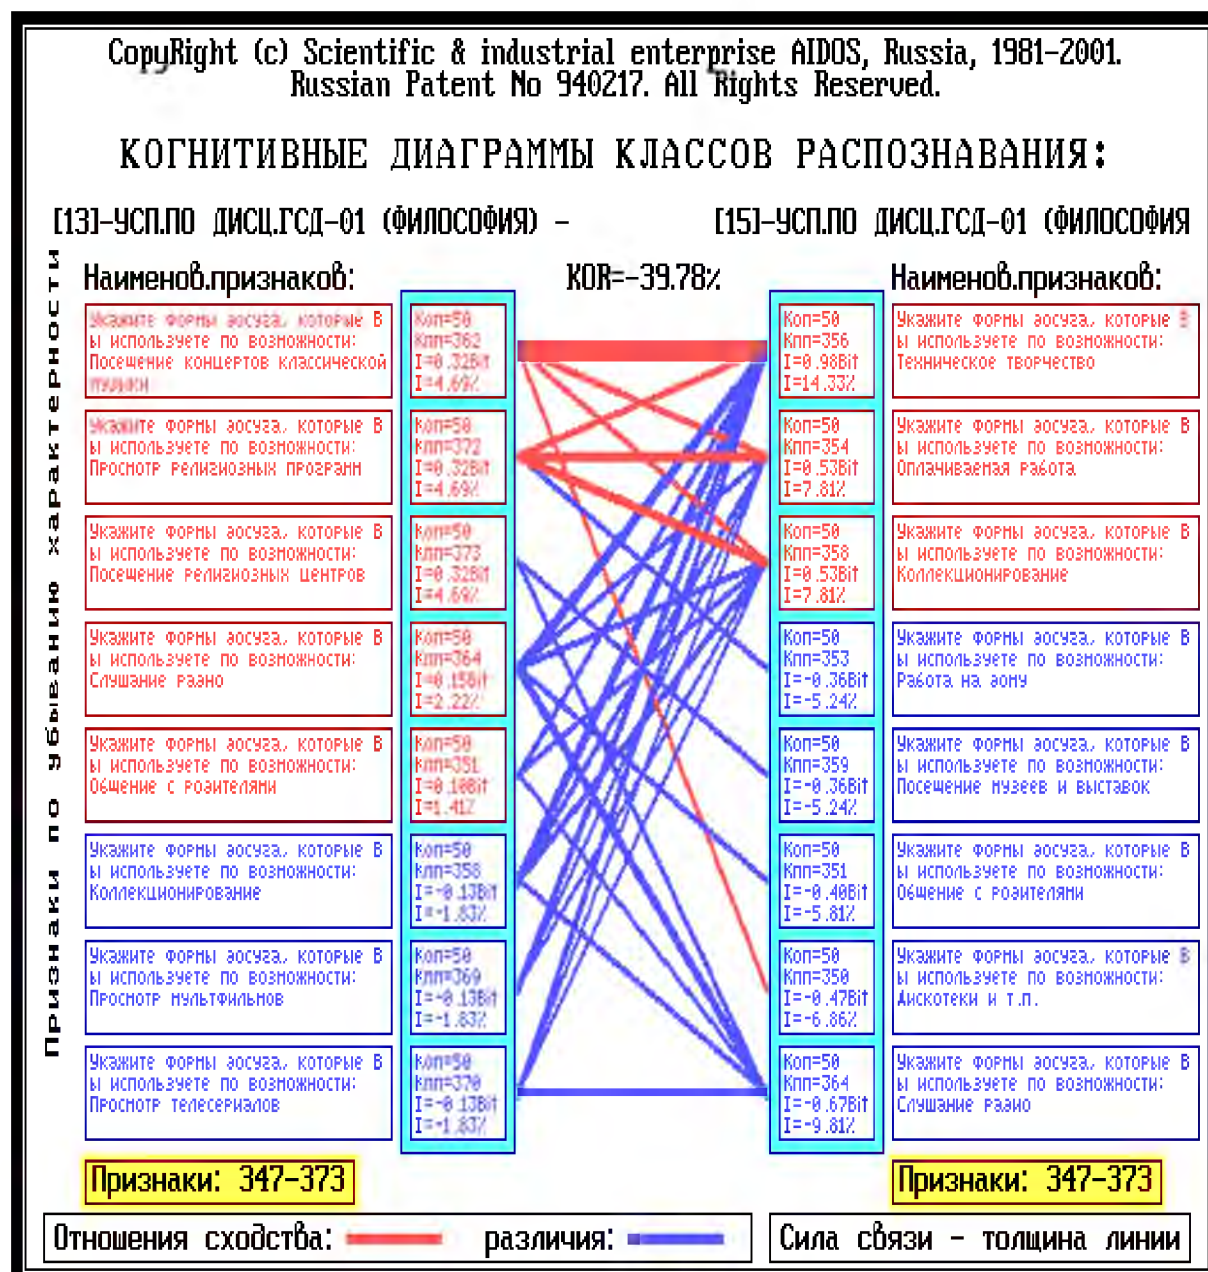 CopyRight (c) Scientific & industrial enterprise AIDOS, Russia, 1981-2001.
Russian Patent No 940217. All Rights Reserved.
КОГНИТИВНЫЕ ДИАГРАММЫ КЛАССОВ РАСПОЗНАВАНИЯ:
[13]-УСП.ПО ДИСЦ.ГСД-01 (ФИЛОСОФИЯ) -
[15]-УСП.ПО ДИСЦ.ГСД-01 (ФИЛОСОФИЯ
Признаки по убыванию характерности
Наименов.признаков:
KOR=-39.78%
Наименов.признаков:
Укажите формы досуга, которые В
ы используете по возможности:
Посещение концертов классической
музыки
Коп=50
Кпп=362
I=0.32Bit
I=4.69%
Коп=50
Кпп=356
I=0.98Bit
I=14.33%
Укажите формы досуга, которые В
ы используете по возможности:
Техническое творчество
Укажите формы досуга, которые В
ы используете по возможности:
Просмотр религиозных программ
Коп=50
Кпп=372
I=0.32Bit
I=4.69%
Коп=50
Кпп=354
I=0.53Bit
I=7.81%
Укажите формы досуга, которые В
ы используете по возможности:
Оплачиваемая работа
Укажите формы досуга, которые В
ы используете по возможности:
Посещение религиозных центров
Коп=50
Кпп=373
I=0.32Bit
I=4.69%
Коп=50
Кпп=358
I=0.53Bit
I=7.81%
Укажите формы досуга, которые В
ы используете по возможности:
Коллекционирование
Укажите формы досуга, которые В
ы используете по возможности:
Слушание радио
Коп=50
Кпп=364
I=0.15Bit
I=2.22%
Коп=50
Кпп=353
I=-0.36Bit
I=-5.24%
Укажите формы досуга, которые В
ы используете по возможности:
Работа на дому
Укажите формы досуга, которые В
ы используете по возможности:
Общение с родителями
Коп=50
Кпп=351
I=0.10Bit
I=1.41%
Коп=50
Кпп=359
I=-0.36Bit
I=-5.24%
Укажите формы досуга, которые В
ы используете по возможности:
Посещение музеев и выставок
Укажите формы досуга, которые В
ы используете по возможности:
Коллекционирование
Коп=50
Кпп=358
I=-0.13Bit
I=-1.83%
Коп=50
Кпп=351
I=-0.40Bit
I=-5.81%
Укажите формы досуга, которые В
ы используете по возможности:
Общение с родителями
Укажите формы досуга, которые В
ы используете по возможности:
Просмотр мультфильмов
Коп=50
Кпп=369
I=-0.13Bit
I=-1.83%
Коп=50
Кпп=350
I=-0.47Bit
I=-6.86%
Укажите формы досуга, которые В
ы используете по возможности:
Дискотеки и т.п.
Укажите формы досуга, которые В
ы используете по возможности:
Просмотр телесериалов
Коп=50
Кпп=370
I=-0.13Bit
I=-1.83%
Коп=50
Кпп=364
I=-0.67Bit
I=-9.81%
Укажите формы досуга, которые В
ы используете по возможности:
Слушание радио
Признаки: 347-373
Признаки: 347-373
Отношения сходства: различия:
Сила связи - толщина линии